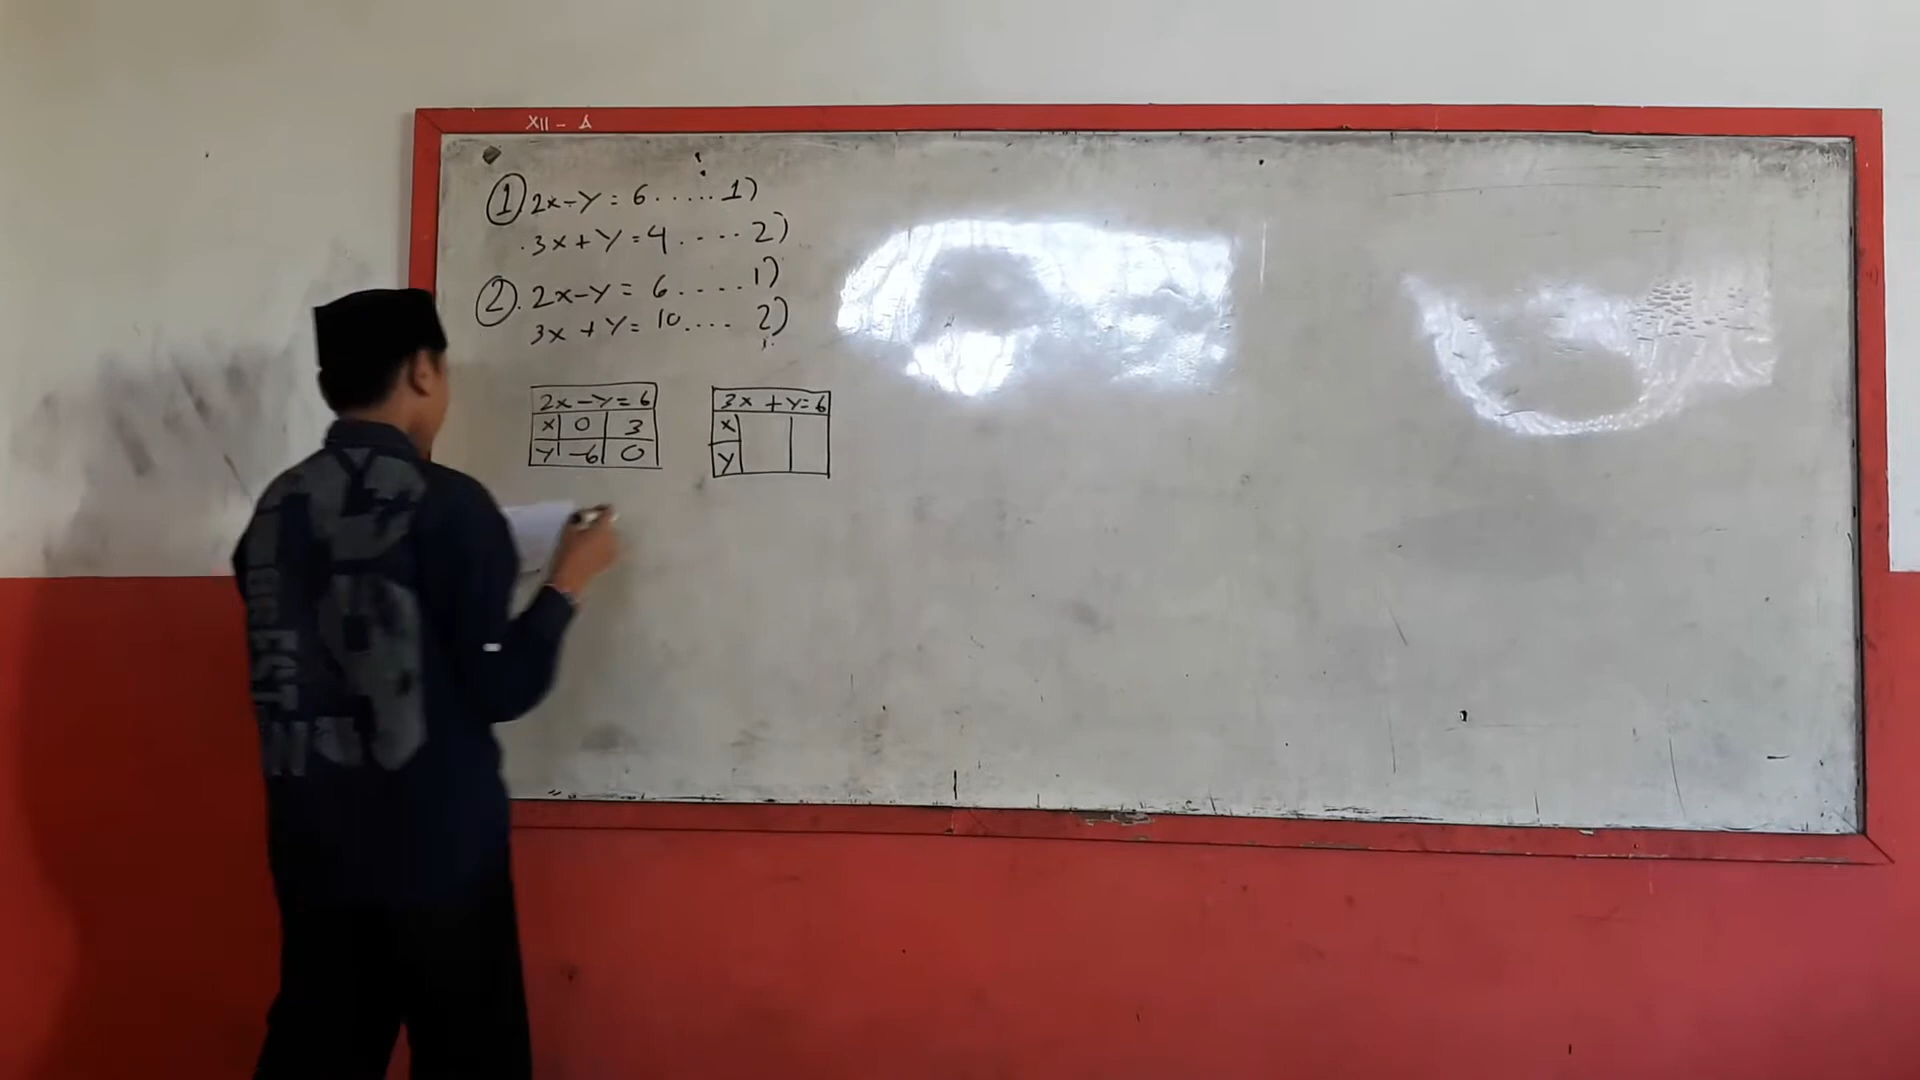 XII - A
① 2x-y = 6.....1)
.3x+y=4....2)
②. 2x-y= 6....1)
3x +y= 10.... 2)
2x-y=6
x 0 3
y -6 0
3x +y=6
x
y